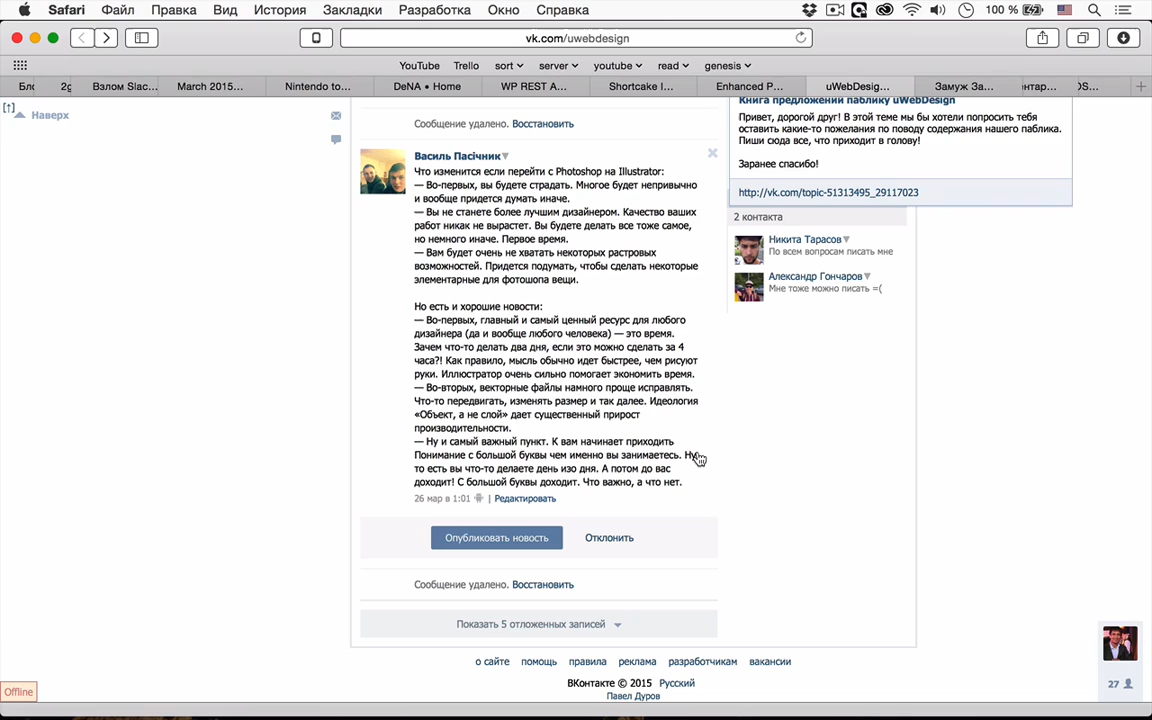 Safari Файл Правка Вид История Закладки Разработка Окно Справка 100 %
vk.com/uwebdesign
YouTube Trello sort server youtube read genesis
Взлом Slac... March 2015... Nintendo to... DeNA • Home WP REST A... Shortcake I... Enhanced P... uWebDesig... Замуж За...
Наверх
Сообщение удалено. Восстановить
Василь Пасічник
Что изменится если перейти с Photoshop на Illustrator:
— Во-первых, вы будете страдать. Многое будет непривычно
и вообще придется думать иначе.
— Вы не станете более лучшим дизайнером. Качество ваших
работ никак не вырастет. Вы будете делать все тоже самое,
но немного иначе. Первое время.
— Вам будет очень не хватать некоторых растровых
возможностей. Придется подумать, чтобы сделать некоторые
элементарные для фотошопа вещи.
Но есть и хорошие новости:
— Во-первых, главный и самый ценный ресурс для любого
дизайнера (да и вообще любого человека) — это время.
Зачем что-то делать два дня, если это можно сделать за 4
часа?! Как правило, мысль обычно идет быстрее, чем рисуют
руки. Иллюстратор очень сильно помогает экономить время.
— Во-вторых, векторные файлы намного проще исправлять.
Что-то передвигать, изменять размер и так далее. Идеология
«Объект, а не слой» дает существенный прирост
производительности.
— Ну и самый важный пункт. К вам начинает приходить
Понимание с большой буквы чем именно вы занимаетесь. Ну
то есть вы что-то делаете день изо дня. А потом до вас
доходит! С большой буквы доходит. Что важно, а что нет.
26 мар в 1:01 | Редактировать
Опубликовать новость Отклонить
Сообщение удалено. Восстановить
Показать 5 отложенных записей
Книга предложений паблику uWebDesign
Привет, дорогой друг! В этой теме мы бы хотели попросить тебя
оставить какие-то пожелания по поводу содержания нашего паблика.
Пиши сюда все, что приходит в голову!
Заранее спасибо!
http://vk.com/topic-51313495_29117023
2 контакта
Никита Тарасов
По всем вопросам писать мне
Александр Гончаров
Мне тоже можно писать =(
о сайте помощь правила реклама разработчикам вакансии
ВКонтакте © 2015 Русский
Павел Дуров
Offline
27